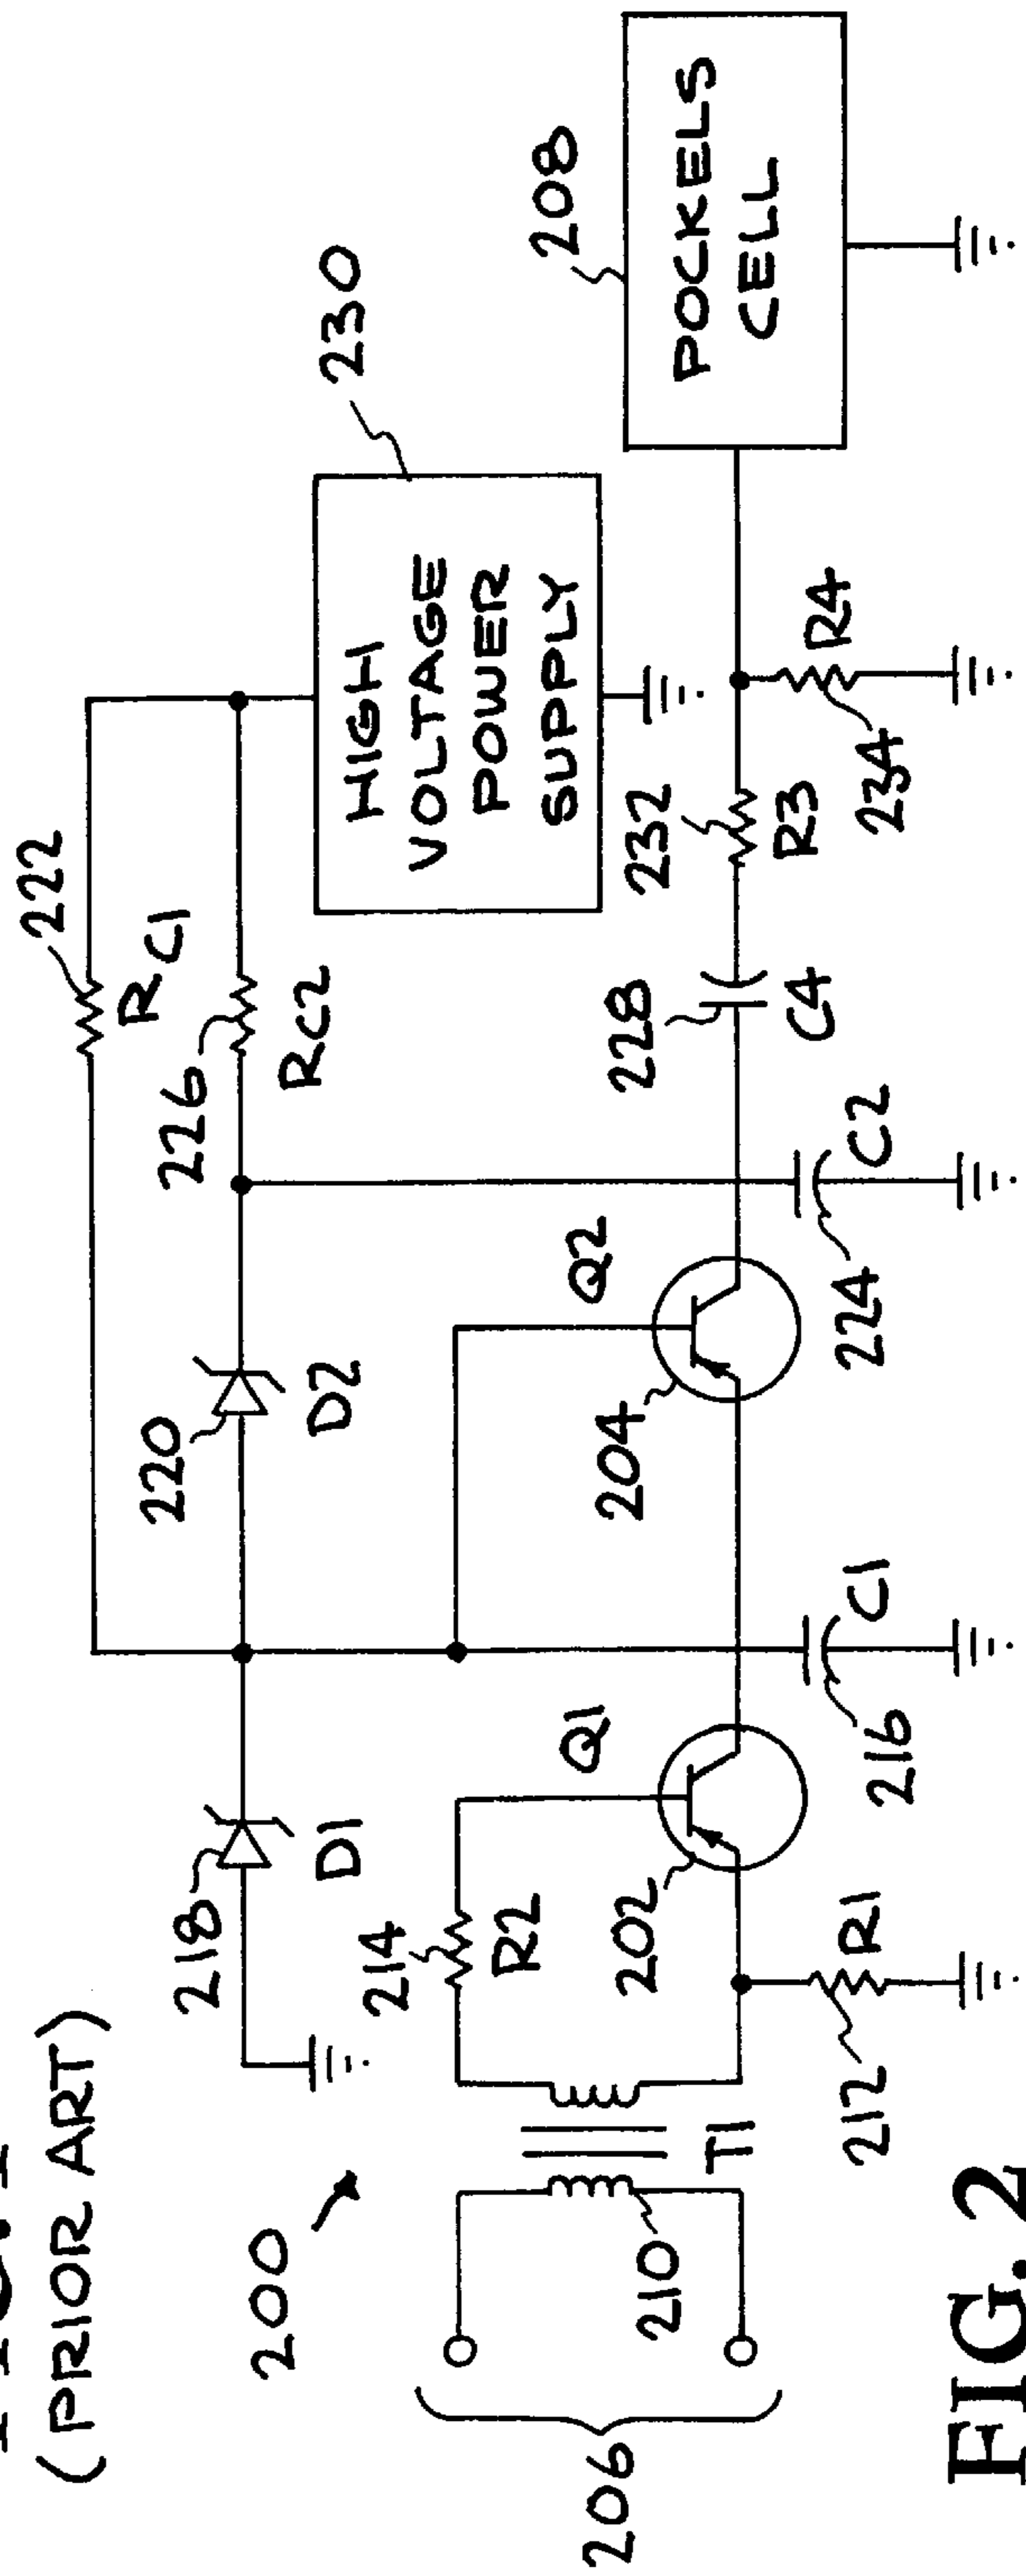 (PRIOR ART)
200
206
210
T1
218
D1
214
R2
202
Q1
212
R1
216
C1
220
D2
204
Q2
222
RC1
226
RC2
224
C2
228
C4
230
HIGH
VOLTAGE
POWER
SUPPLY
232
R3
234
R4
208
POCKELS
CELL
FIG. 2